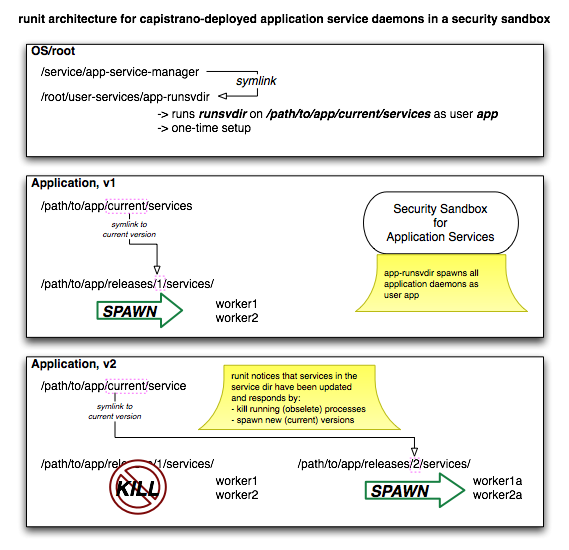 runit architecture for capistrano-deployed application service daemons in a security sandbox
OS/root
/service/app-service-manager
symlink
/root/user-services/app-runsvdir
-> runs runsvdir on /path/to/app/current/services as user app
-> one-time setup
Application, v1
/path/to/app/current/services
symlink to
current version
/path/to/app/releases/1/services/
SPAWN
worker1
worker2
Security Sandbox
for
Application Services
app-runsvdir spawns all
application daemons as
user app
Application, v2
/path/to/app/current/service
symlink to
current version
runit notices that services in the
service dir have been updated
and responds by:
- kill running (obselete) processes
- spawn new (current) versions
/path/to/app/releases/1/services/
KILL
worker1
worker2
/path/to/app/releases/2/services/
SPAWN
worker1a
worker2a